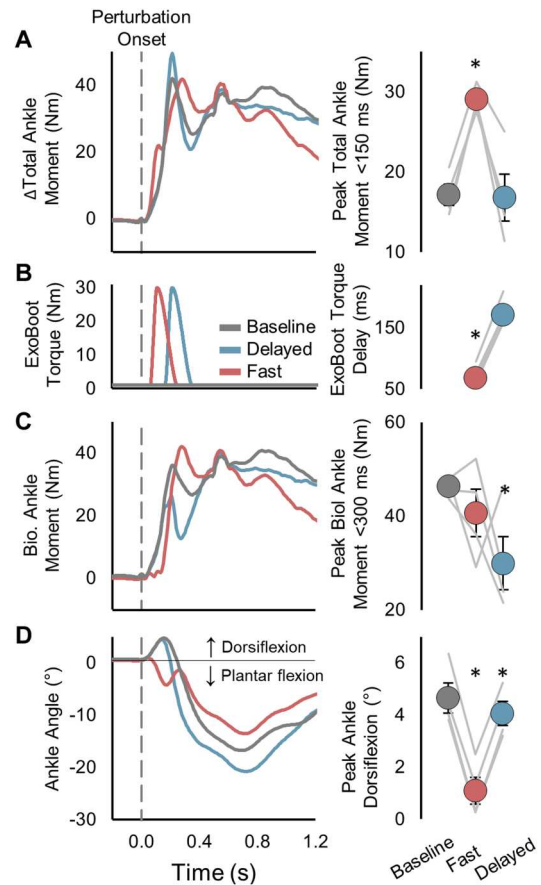 Perturbation
Onset
A
ΔTotal Ankle
Moment (Nm)
40
20
0
Peak Total Ankle
Moment <150 ms (Nm)
30
20
10
*
B
ExoBoot
Torque (Nm)
30
20
10
0
Baseline
Delayed
Fast
ExoBoot Torque
Delay (ms)
150
50
*
C
Bio. Ankle
Moment (Nm)
40
20
0
Peak Biol Ankle
Moment <300 ms (Nm)
60
40
20
*
D
Ankle Angle (°)
0
-10
-20
-30
↑ Dorsiflexion
↓ Plantar flexion
0.0
0.4
0.8
1.2
Time (s)
Peak Ankle
Dorsiflexion (°)
6
4
2
0
* *
Baseline
Fast
Delayed